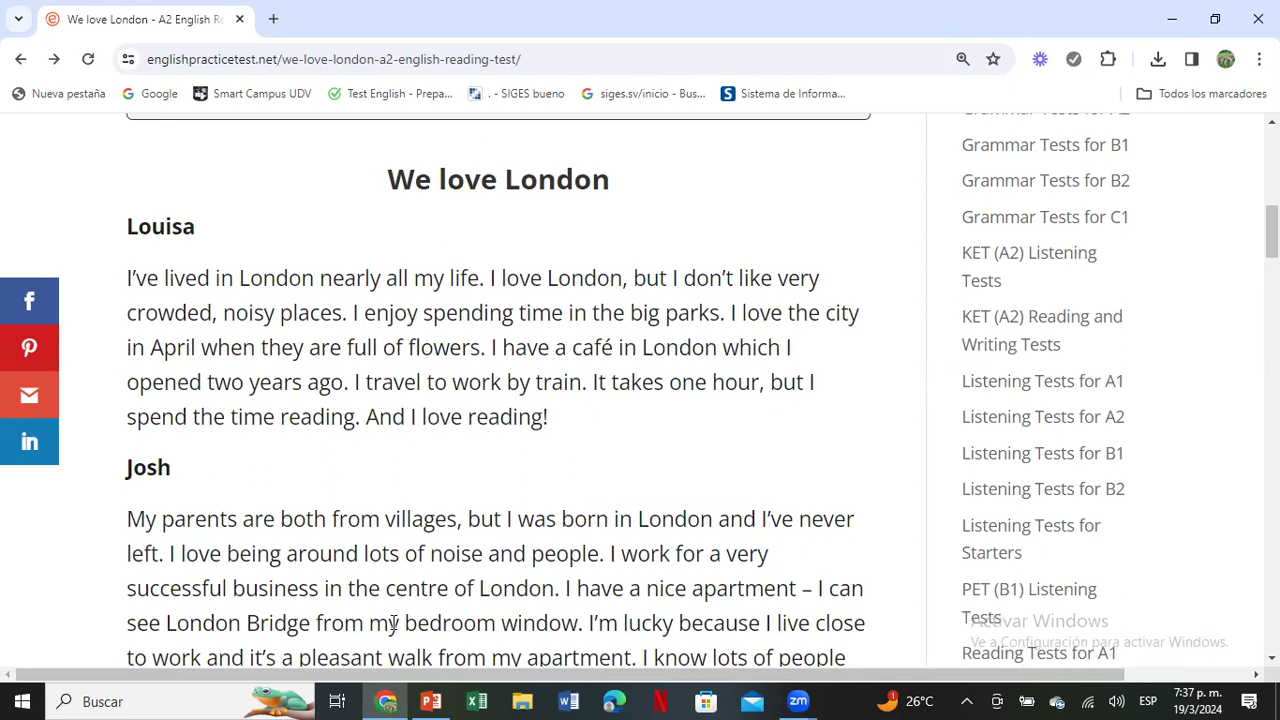 We love London - A2 English Re
englishpracticetest.net/we-love-london-a2-english-reading-test/
Nueva pestaña
Google
Smart Campus UDV
Test English - Prepa...
. - SIGES bueno
siges.sv/inicio - Bus...
Sistema de Informa...
Todos los marcadores
We love London
Louisa
I've lived in London nearly all my life. I love London, but I don't like very
crowded, noisy places. I enjoy spending time in the big parks. I love the city
in April when they are full of flowers. I have a café in London which I
opened two years ago. I travel to work by train. It takes one hour, but I
spend the time reading. And I love reading!
Josh
My parents are both from villages, but I was born in London and I've never
left. I love being around lots of noise and people. I work for a very
successful business in the centre of London. I have a nice apartment – I can
see London Bridge from my bedroom window. I'm lucky because I live close
to work and it's a pleasant walk from my apartment. I know lots of people
Grammar Tests for A2
Grammar Tests for B1
Grammar Tests for B2
Grammar Tests for C1
KET (A2) Listening
Tests
KET (A2) Reading and
Writing Tests
Listening Tests for A1
Listening Tests for A2
Listening Tests for B1
Listening Tests for B2
Listening Tests for
Starters
PET (B1) Listening
Tests
Reading Tests for A1
Activar Windows
Ve a Configuración para activar Windows.
f
in
Buscar
zm
1
26°C
ESP
7:37 p. m.
19/3/2024